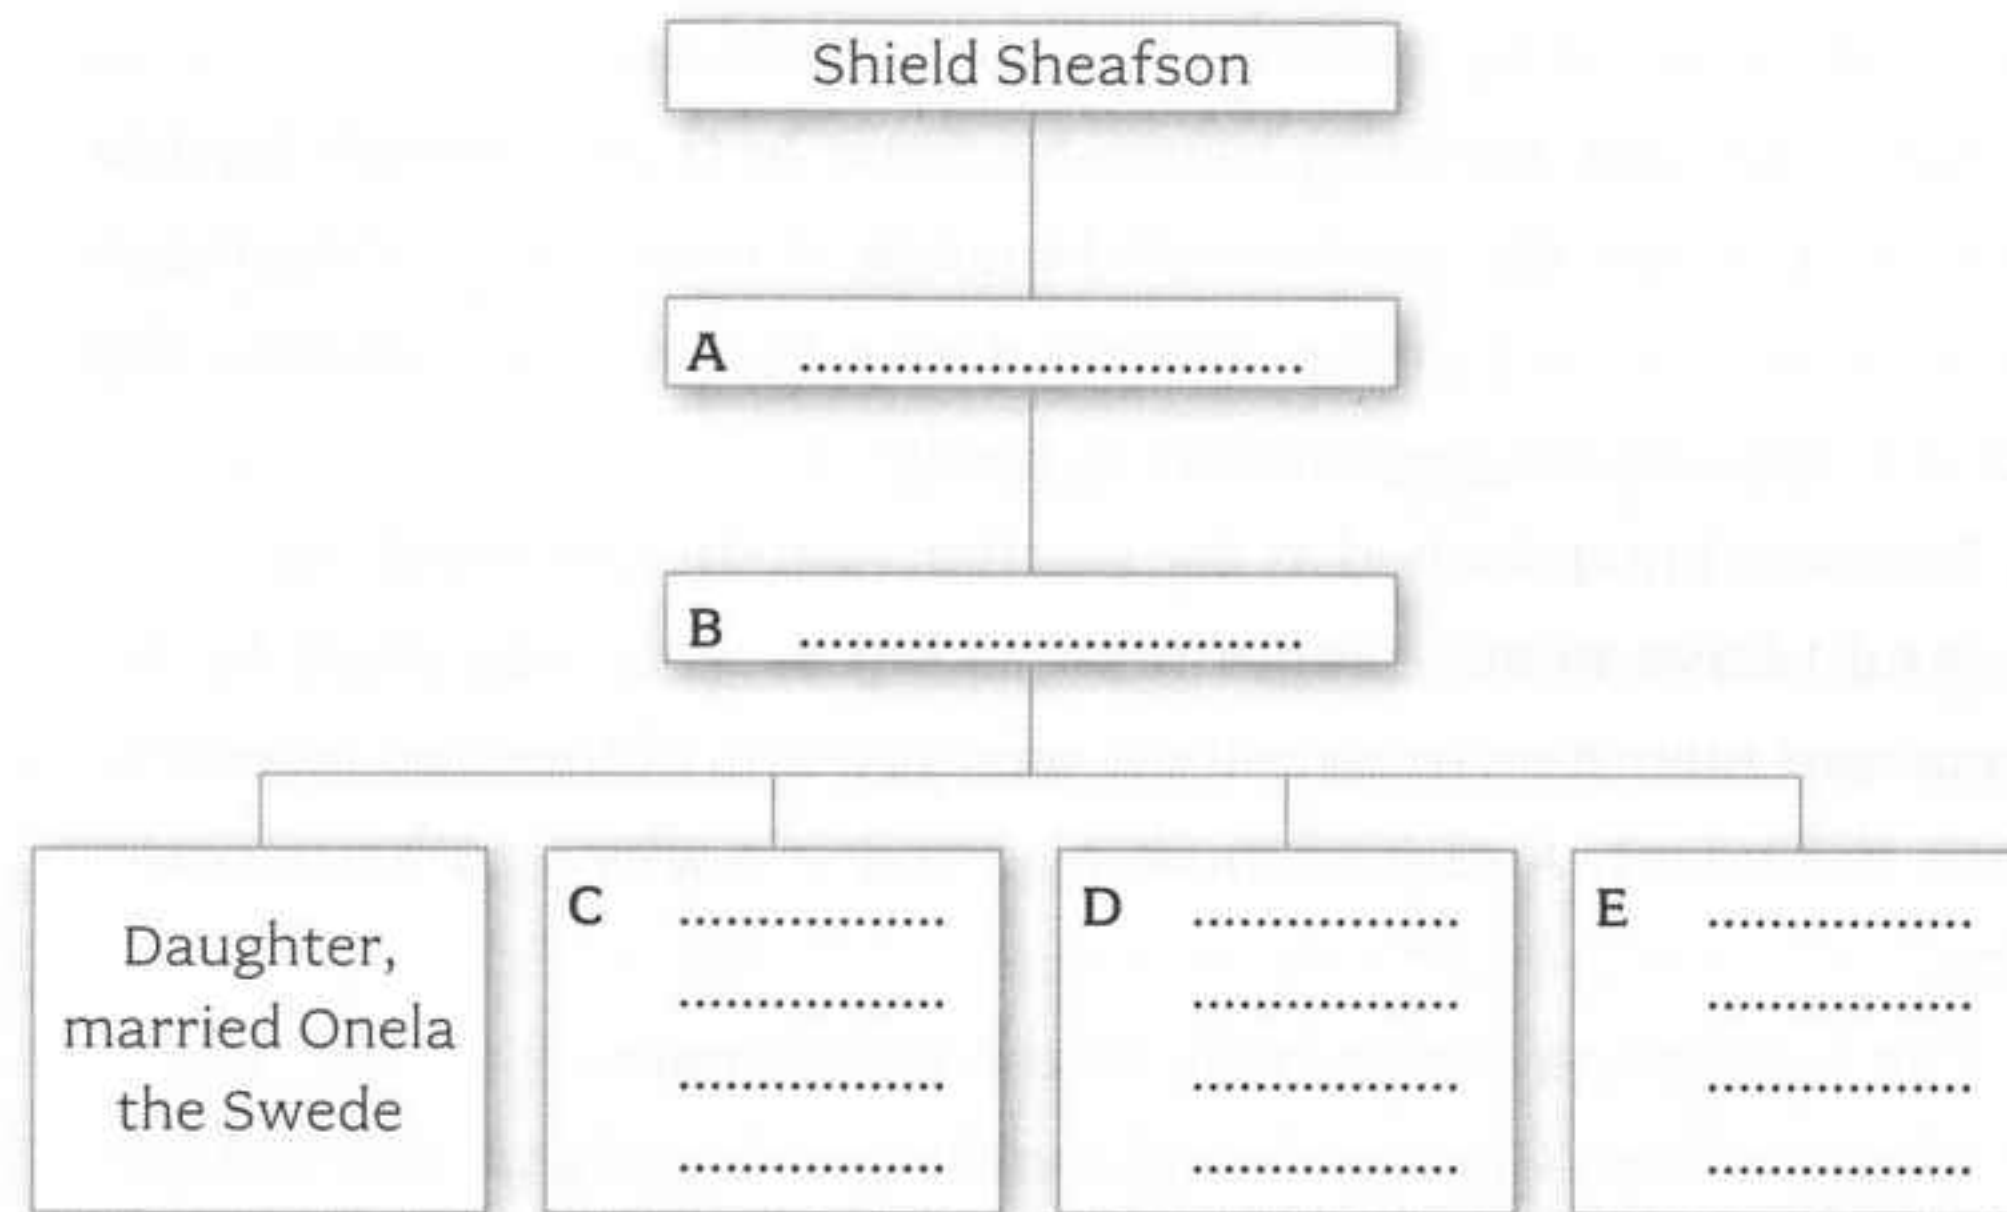 Shield Sheafson
A ................................
B ................................
Daughter,
married Onela
the Swede
C .................
.................
.................
.................
D .................
.................
.................
.................
E .................
.................
.................
.................